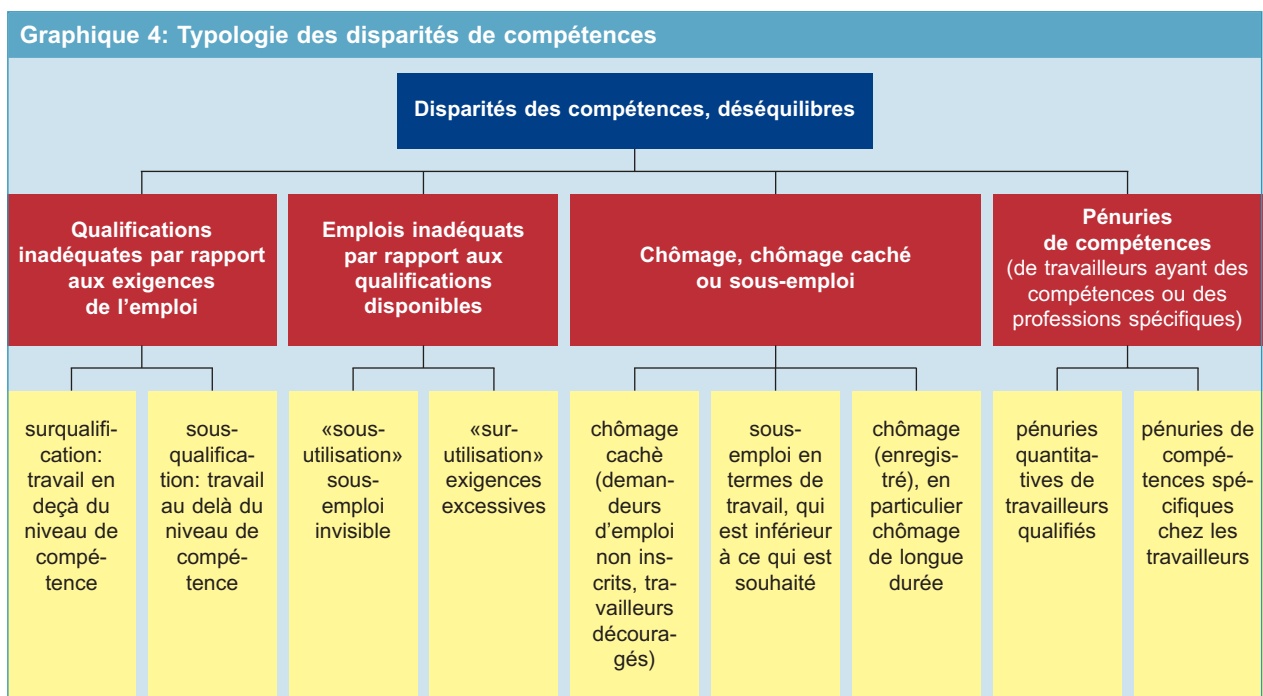 Graphique 4: Typologie des disparités de compétences
Disparités des compétences, déséquilibres
Qualifications
inadéquates par rapport
aux exigences
de l’emploi
Emplois inadéquats
par rapport aux
qualifications
disponibles
Chômage, chômage caché
ou sous-emploi
Pénuries
de compétences
(de travailleurs ayant des
compétences ou des
professions spécifiques)
surqualifi-
cation:
travail en
deçà du
niveau de
compé-
tence
sous-
qualifica-
tion: travail
au delà du
niveau de
compé-
tence
«sous-
utilisation»
sous-
emploi
invisible
«sur-
utilisation»
exigences
excessives
chômage
cachè
(deman-
deurs
d’emploi
non ins-
crits, tra-
vailleurs
découra-
gés)
sous-
emploi en
termes de
travail, qui
est inférieur
à ce qui est
souhaité
chômage
(enregis-
tré), en
particulier
chômage
de longue
durée
pénuries
quantita-
tives de
travailleurs
qualifiés
pénuries de
compé-
tences spé-
cifiques
chez les
travailleurs